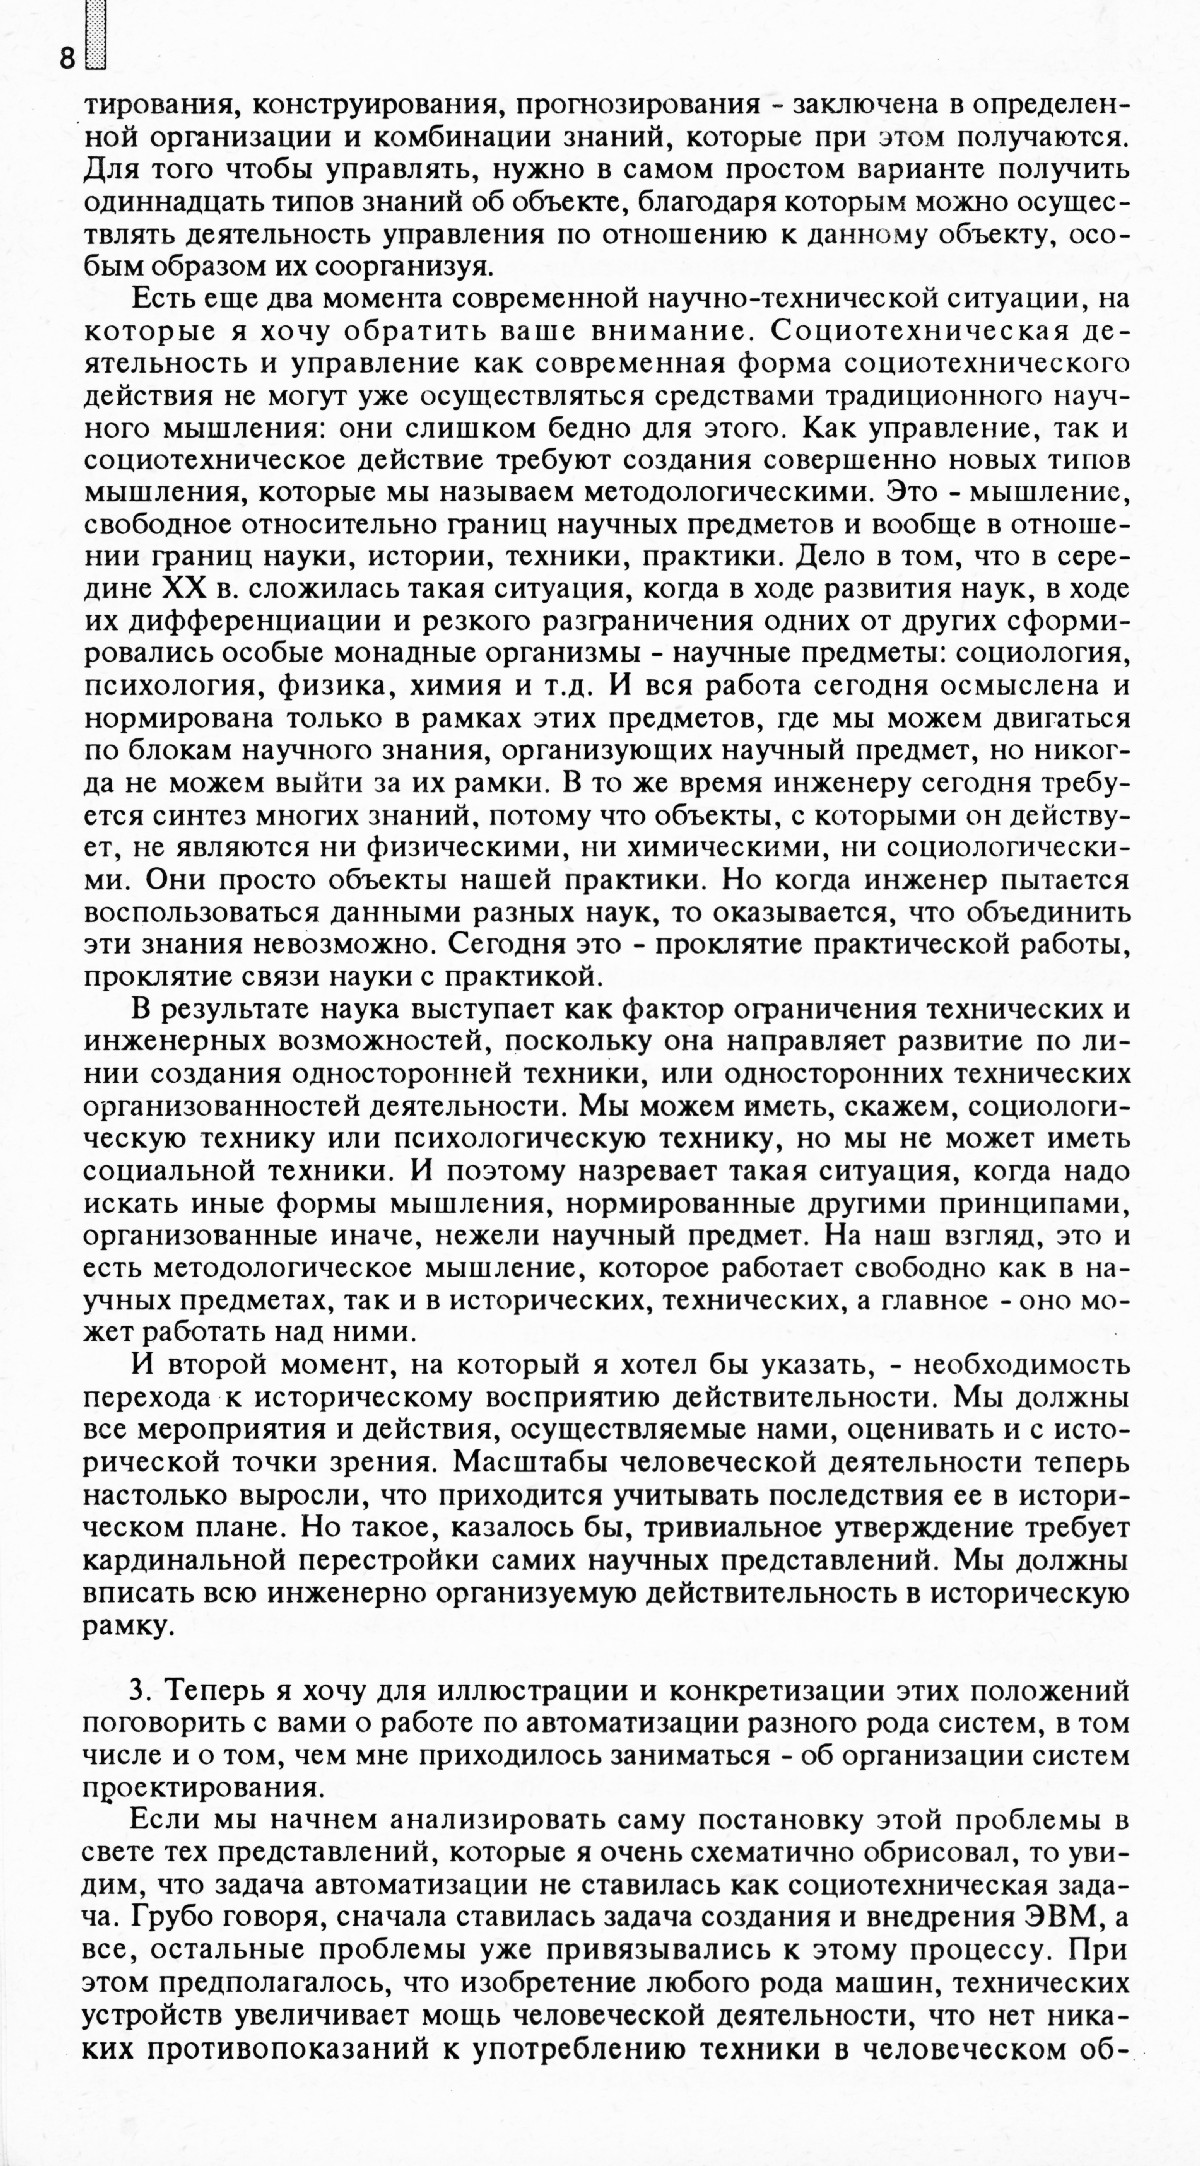 8
тирования, конструирования, прогнозирования - заключена в определен-
ной организации и комбинации знаний, которые при этом получаются.
Для того чтобы управлять, нужно в самом простом варианте получить
одиннадцать типов знаний об объекте, благодаря которым можно осущес-
твлять деятельность управления по отношению к данному объекту, осо-
бым образом их соорганизуя.
Есть еще два момента современной научно-технической ситуации, на
которые я хочу обратить ваше внимание. Социотехническая де-
ятельность и управление как современная форма социотехнического
действия не могут уже осуществляться средствами традиционного науч-
ного мышления: они слишком бедно для этого. Как управление, так и
социотехническое действие требуют создания совершенно новых типов
мышления, которые мы называем методологическими. Это - мышление,
свободное относительно границ научных предметов и вообще в отноше-
нии границ науки, истории, техники, практики. Дело в том, что в сере-
дине XX в. сложилась такая ситуация, когда в ходе развития наук, в ходе
их дифференциации и резкого разграничения одних от других сформи-
ровались особые монадные организмы - научные предметы: социология,
психология, физика, химия и т.д. И вся работа сегодня осмыслена и
нормирована только в рамках этих предметов, где мы можем двигаться
по блокам научного знания, организующих научный предмет, но никог-
да не можем выйти за их рамки. В то же время инженеру сегодня требу-
ется синтез многих знаний, потому что объекты, с которыми он действу-
ет, не являются ни физическими, ни химическими, ни социологически-
ми. Они просто объекты нашей практики. Но когда инженер пытается
воспользоваться данными разных наук, то оказывается, что объединить
эти знания невозможно. Сегодня это - проклятие практической работы,
проклятие связи науки с практикой.
В результате наука выступает как фактор ограничения технических и
инженерных возможностей, поскольку она направляет развитие по ли-
нии создания односторонней техники, или односторонних технических
организованностей деятельности. Мы можем иметь, скажем, социологи-
ческую технику или психологическую технику, но мы не может иметь
социальной техники. И поэтому назревает такая ситуация, когда надо
искать иные формы мышления, нормированные другими принципами,
организованные иначе, нежели научный предмет. На наш взгляд, это и
есть методологическое мышление, которое работает свободно как в на-
учных предметах, так и в исторических, технических, а главное - оно мо-
жет работать над ними.
И второй момент, на который я хотел бы указать, - необходимость
перехода к историческому восприятию действительности. Мы должны
все мероприятия и действия, осуществляемые нами, оценивать и с исто-
рической точки зрения. Масштабы человеческой деятельности теперь
настолько выросли, что приходится учитывать последствия ее в истори-
ческом плане. Но такое, казалось бы, тривиальное утверждение требует
кардинальной перестройки самих научных представлений. Мы должны
вписать всю инженерно организуемую действительность в историческую
рамку.
3. Теперь я хочу для иллюстрации и конкретизации этих положений
поговорить с вами о работе по автоматизации разного рода систем, в том
числе и о том, чем мне приходилось заниматься - об организации систем
проектирования.
Если мы начнем анализировать саму постановку этой проблемы в
свете тех представлений, которые я очень схематично обрисовал, то уви-
дим, что задача автоматизации не ставилась как социотехническая зада-
ча. Грубо говоря, сначала ставилась задача создания и внедрения ЭВМ, а
все, остальные проблемы уже привязывались к этому процессу. При
этом предполагалось, что изобретение любого рода машин, технических
устройств увеличивает мощь человеческой деятельности, что нет ника-
ких противопоказаний к употреблению техники в человеческом об-